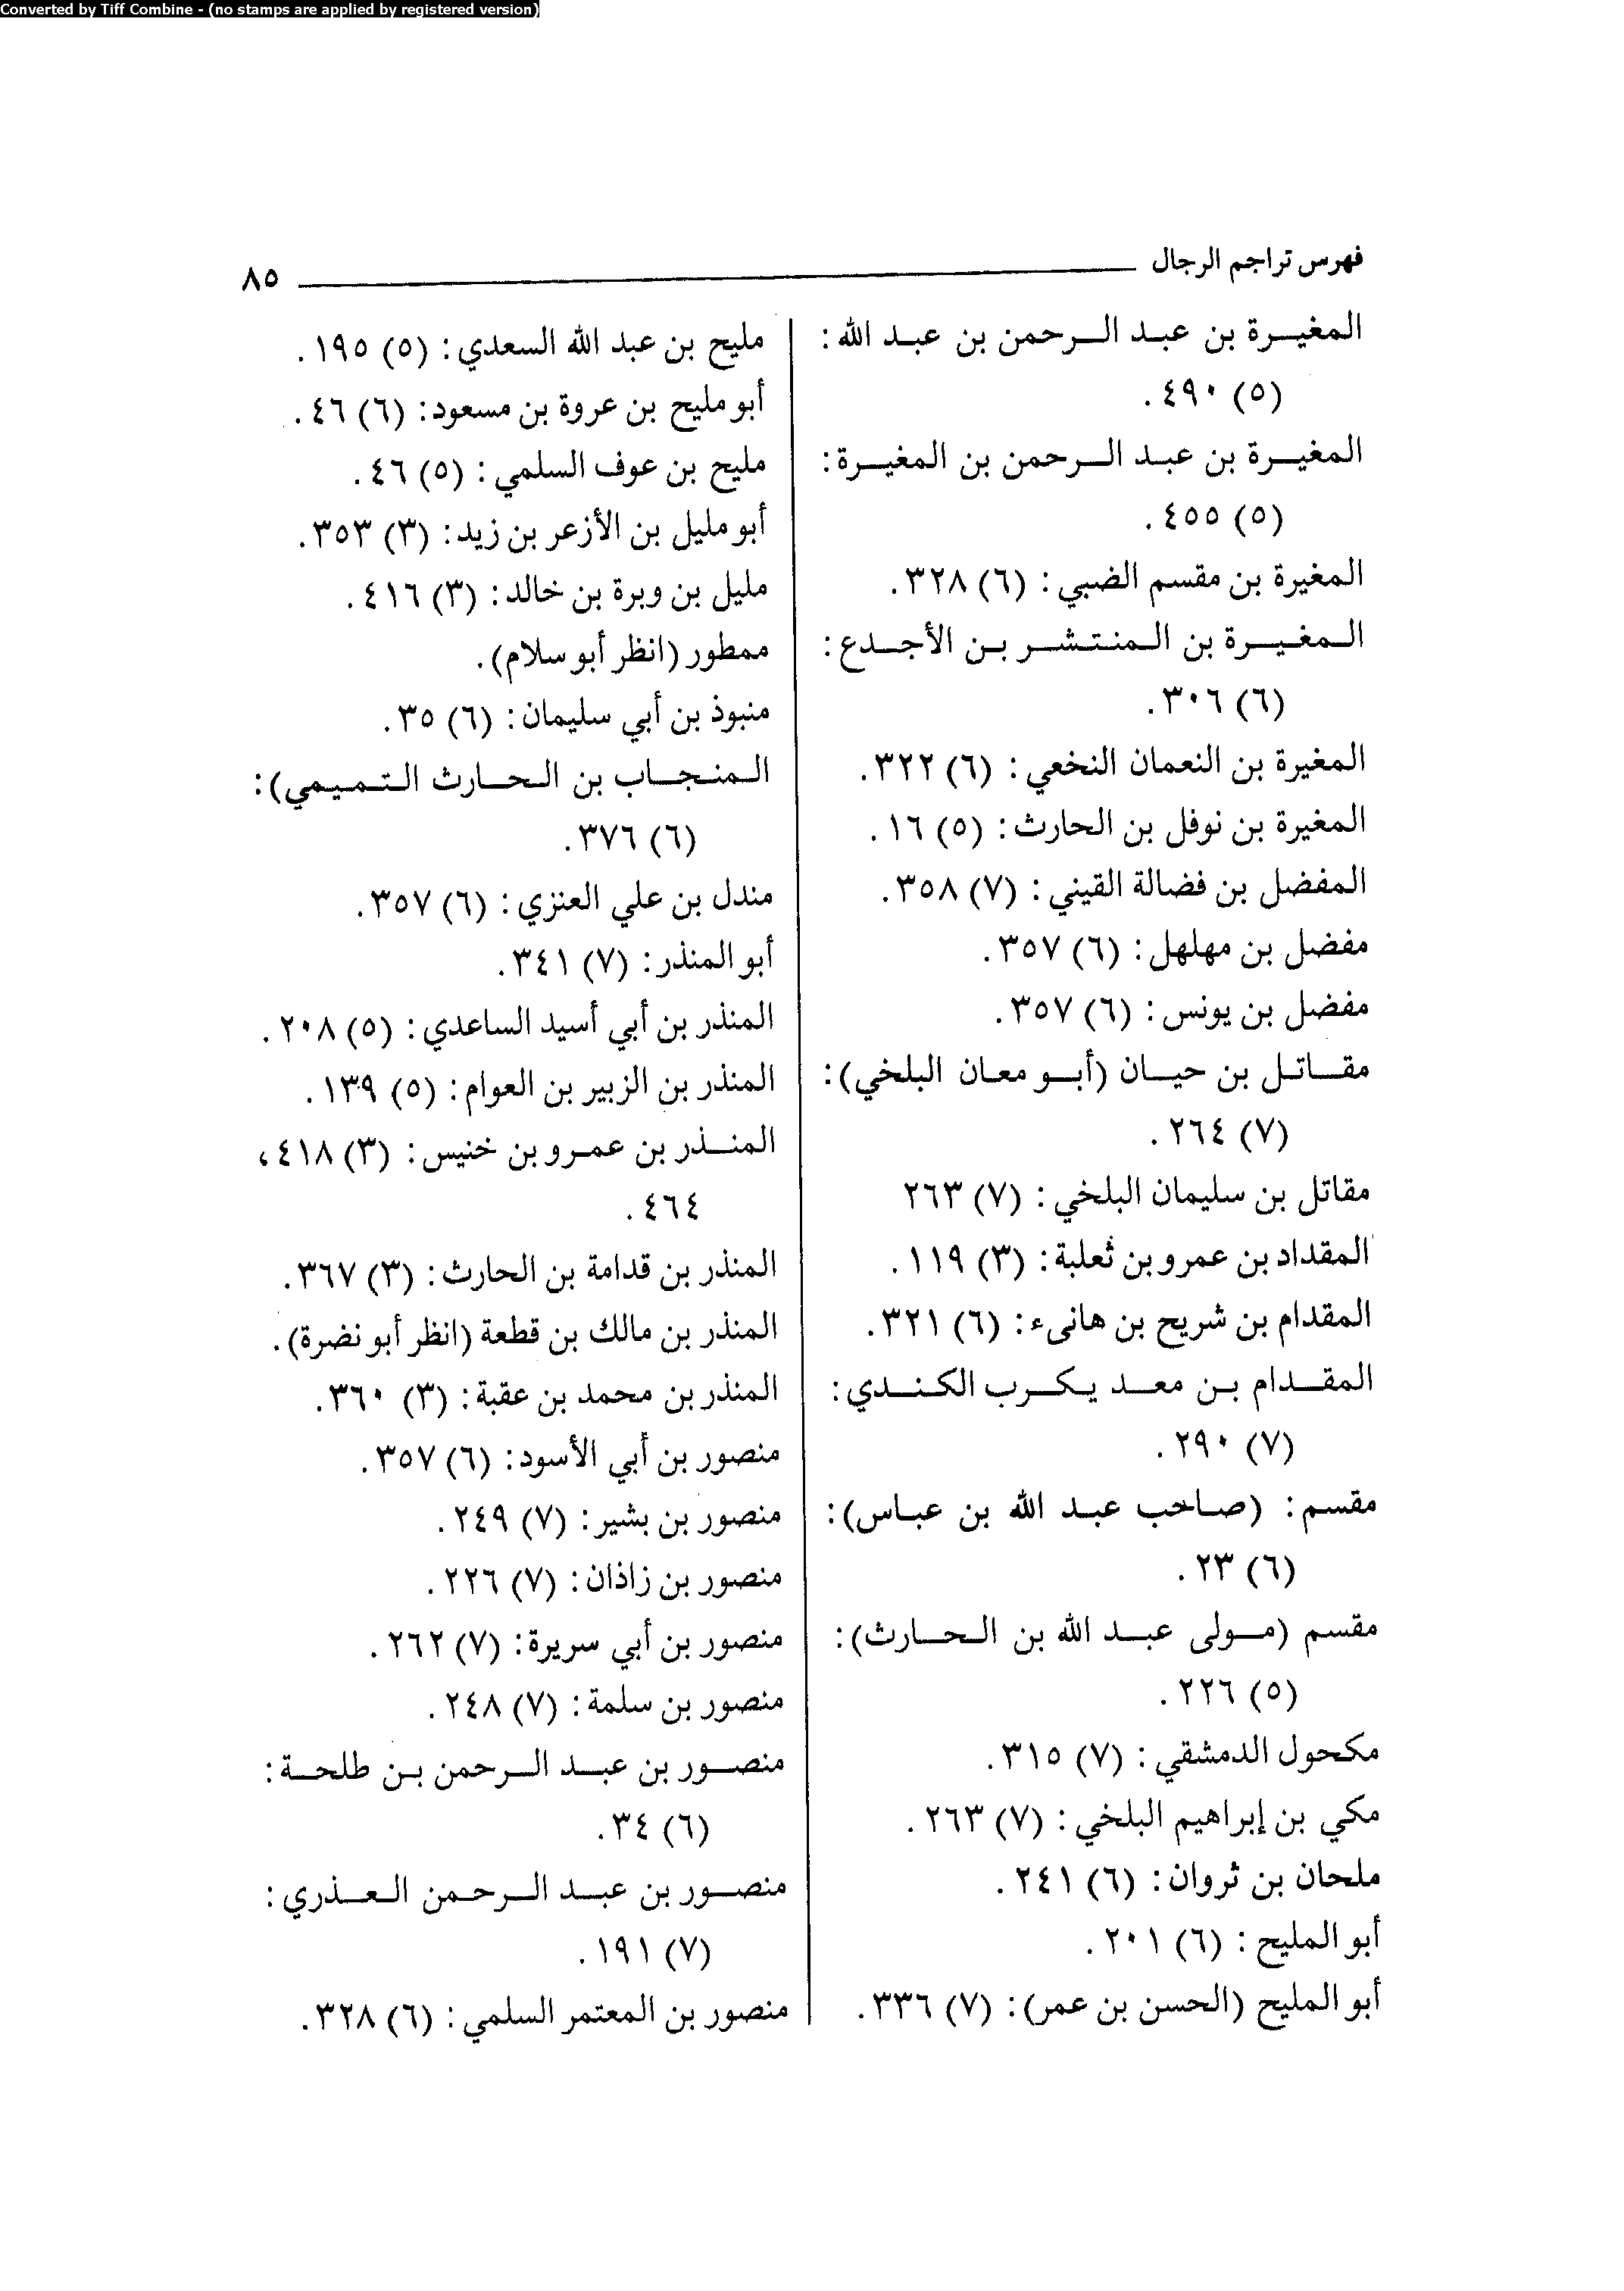 Converted by Tiff Combine - (no stamps are applied by registered version)
فهرس تراجم الرجال ٨٥
المغيرة بن عبد الرحمن بن عبد الله:
(٥) ٤٩٠.
المغيرة بن عبد الرحمن بن المغيرة:
(٥) ٤٥٥.
المغيرة بن مقسم الضبي: (٦) ٣٢٨.
المغيرة بن المنتشر بن الأجدع:
(٦) ٣٠٦.
المغيرة بن النعمان النخعي: (٦) ٣٢٢.
المغيرة بن نوفل بن الحارث: (٥) ١٦.
المفضل بن فضالة القيني: (٧) ٣٥٨.
مفضل بن مهلهل: (٦) ٣٥٧.
مفضل بن يونس: (٦) ٣٥٧.
مقاتل بن حيان (أبو معان البلخي):
(٧) ٢٦٤.
مقاتل بن سليمان البلخي: (٧) ٢٦٣
المقداد بن عمرو بن ثعلبة: (٣) ١١٩.
المقدام بن شريح بن هانىء: (٦) ٣٢١.
المقدام بن معد يكرب الكندي:
(٧) ٢٩٠.
مقسم: (صاحب عبد الله بن عباس):
(٦) ٢٣.
مقسم (مولى عبد الله بن الحارث):
(٥) ٢٢٦.
مكحول الدمشقي: (٧) ٣١٥.
مكي بن إبراهيم البلخي: (٧) ٢٦٣.
ملحان بن ثروان: (٦) ٢٤١.
أبو المليح: (٦) ٢٠١.
أبو المليح (الحسن بن عمر): (٧) ٣٣٦.
مليح بن عبد الله السعدي: (٥) ١٩٥.
أبو مليح بن عروة بن مسعود: (٦) ٤٦.
مليح بن عوف السلمي: (٥) ٤٦.
أبو مليل بن الأزعر بن زيد: (٣) ٣٥٣.
مليل بن وبرة بن خالد: (٣) ٤١٦.
ممطور (انظر أبو سلام).
منبوذ بن أبي سليمان: (٦) ٣٥.
المنجاب بن الحارث التميمي):
(٦) ٣٧٦.
مندل بن علي العنزي: (٦) ٣٥٧.
أبو المنذر: (٧) ٣٤١.
المنذر بن أبي أسيد الساعدي: (٥) ٢٠٨.
المنذر بن الزبير بن العوام: (٥) ١٣٩.
المنذر بن عمرو بن خنيس: (٣) ٤١٨،
٤٦٤.
المنذر بن قدامة بن الحارث: (٣) ٣٦٧.
المنذر بن مالك بن قطعة (انظر أبو نضرة).
المنذر بن محمد بن عقبة: (٣) ٣٦٠.
منصور بن أبي الأسود: (٦) ٣٥٧.
منصور بن بشير: (٧) ٢٤٩.
منصور بن زاذان: (٧) ٢٢٦.
منصور بن أبي سريرة: (٧) ٢٦٢.
منصور بن سلمة: (٧) ٢٤٨.
منصور بن عبد الرحمن بن طلحة:
(٦) ٣٤.
منصور بن عبد الرحمن العذري:
(٧) ١٩١.
منصور بن المعتمر السلمي: (٦) ٣٢٨.